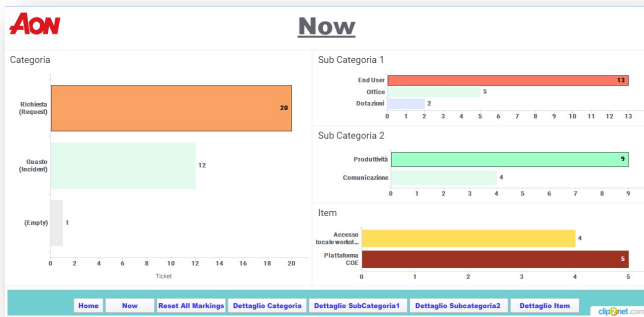 AON
Now
Categoria
Richiesta
(Request)
20
Guasto
(Incident)
12
(Empty)
1
0 2 4 6 8 10 12 14 16 18 20
Ticket
Sub Categoria 1
End User
13
Office
5
Dotazioni
2
0 1 2 3 4 5 6 7 8 9 10 11 12 13
Sub Categoria 2
Produttività
9
Comunicazione
4
0 1 2 3 4 5 6 7 8 9
Item
Accesso
locale workst...
4
Piattaforma
COE
5
0 1 2 3 4 5
Home Now Reset All Markings Dettaglio Categoria Dettaglio SubCategoria1 Dettaglio Subcategoria2 Dettaglio Item
clip2net.com